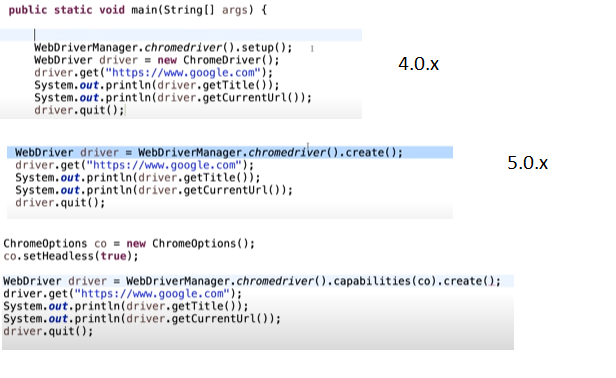 public static void main(String[] args) {
WebDriverManager.chromedriver().setup();
WebDriver driver = new ChromeDriver();
driver.get("https://www.google.com");
System.out.println(driver.getTitle());
System.out.println(driver.getCurrentUrl());
driver.quit();
4.0.x
WebDriver driver = WebDriverManager.chromedriver().create();
driver.get("https://www.google.com");
System.out.println(driver.getTitle());
System.out.println(driver.getCurrentUrl());
driver.quit();
5.0.x
ChromeOptions co = new ChromeOptions();
co.setHeadless(true);
WebDriver driver = WebDriverManager.chromedriver().capabilities(co).create();
driver.get("https://www.google.com");
System.out.println(driver.getTitle());
System.out.println(driver.getCurrentUrl());
driver.quit();